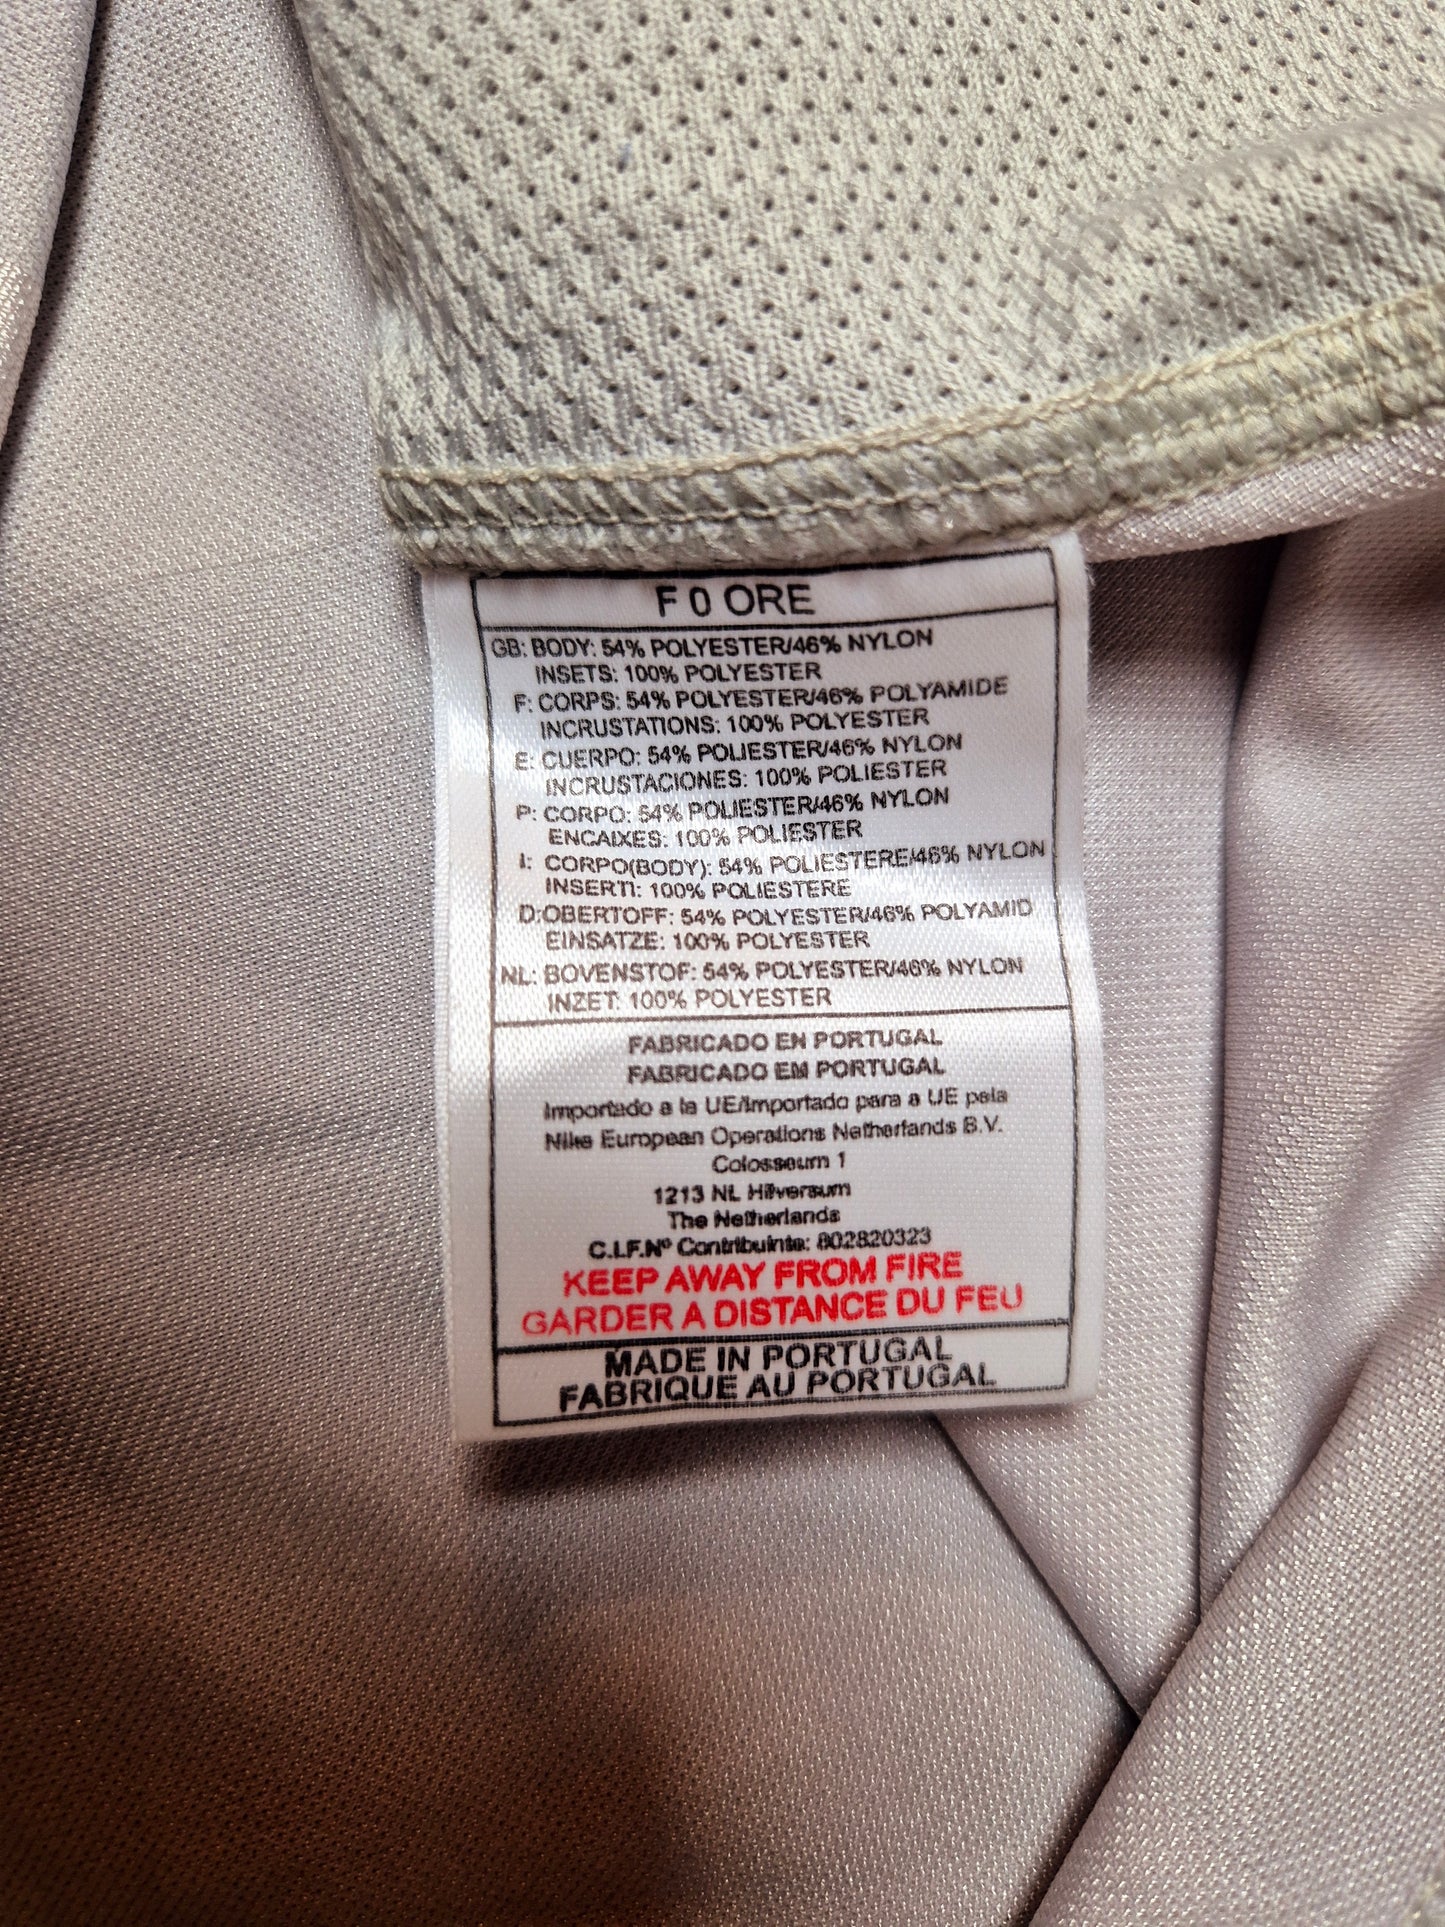 F 0 ORE
GB: BODY: 54% POLYESTER/46% NYLON
INSETS: 100% POLYESTER
F: CORPS: 54% POLYESTER/46% POLYAMIDE
INCRUSTATIONS: 100% POLYESTER
E: CUERPO: 54% POLIESTER/46% NYLON
INCRUSTACIONES: 100% POLIESTER
P: CORPO: 54% POLIESTER/46% NYLON
ENCAIXES: 100% POLIESTER
I: CORPO(BODY): 54% POLIESTERE/46% NYLON
INSERTI: 100% POLIESTERE
D:OBERTOFF: 54% POLYESTER/46% POLYAMID
EINSATZE: 100% POLYESTER
NL: BOVENSTOF: 54% POLYESTER/46% NYLON
INZET: 100% POLYESTER
FABRICADO EN PORTUGAL
FABRICADO EM PORTUGAL
Importado a la UE/Importado para a UE pela
Nike European Operations Netherlands B.V.
Colosseum 1
1213 NL Hilversum
The Netherlands
C.I.F.Nº Contribuinte: 802820323
KEEP AWAY FROM FIRE
GARDER A DISTANCE DU FEU
MADE IN PORTUGAL
FABRIQUE AU PORTUGAL